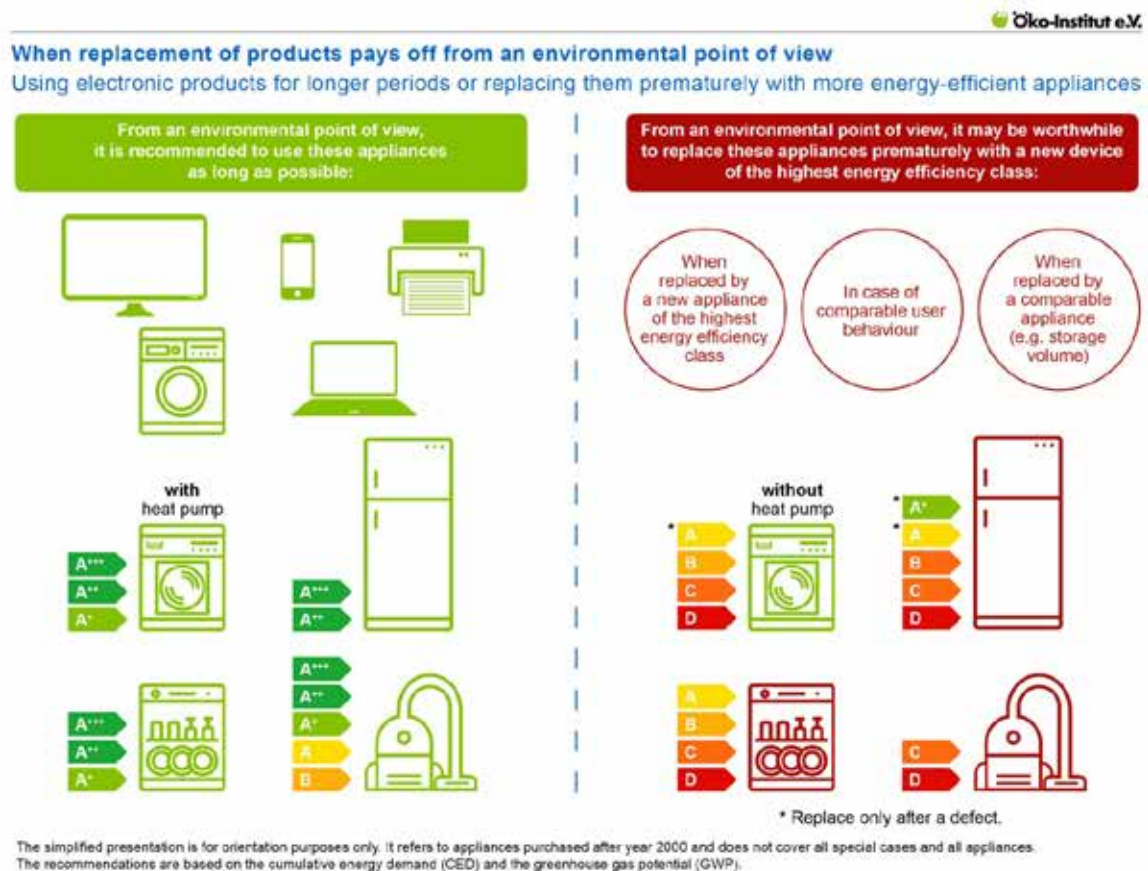 Öko-Institut e.V.
When replacement of products pays off from an environmental point of view
Using electronic products for longer periods or replacing them prematurely with more energy-efficient appliances
From an environmental point of view,
it is recommended to use these appliances
as long as possible:
From an environmental point of view, it may be worthwhile
to replace these appliances prematurely with a new device
of the highest energy efficiency class:
When
replaced by
a new appliance
of the highest
energy efficiency
class
In case of
comparable user
behaviour
When
replaced by
a comparable
appliance
(e.g. storage
volume)
with
heat pump
A+++
A++
A+
A+++
A++
without
heat pump
* A
B
C
D
* A+
* A
B
C
D
A+++
A++
A+
A+++
A++
A+
A
B
A
B
C
D
C
D
* Replace only after a defect.
The simplified presentation is for orientation purposes only. It refers to appliances purchased after year 2000 and does not cover all special cases and all appliances.
The recommendations are based on the cumulative energy demand (CED) and the greenhouse gas potential (GWP).